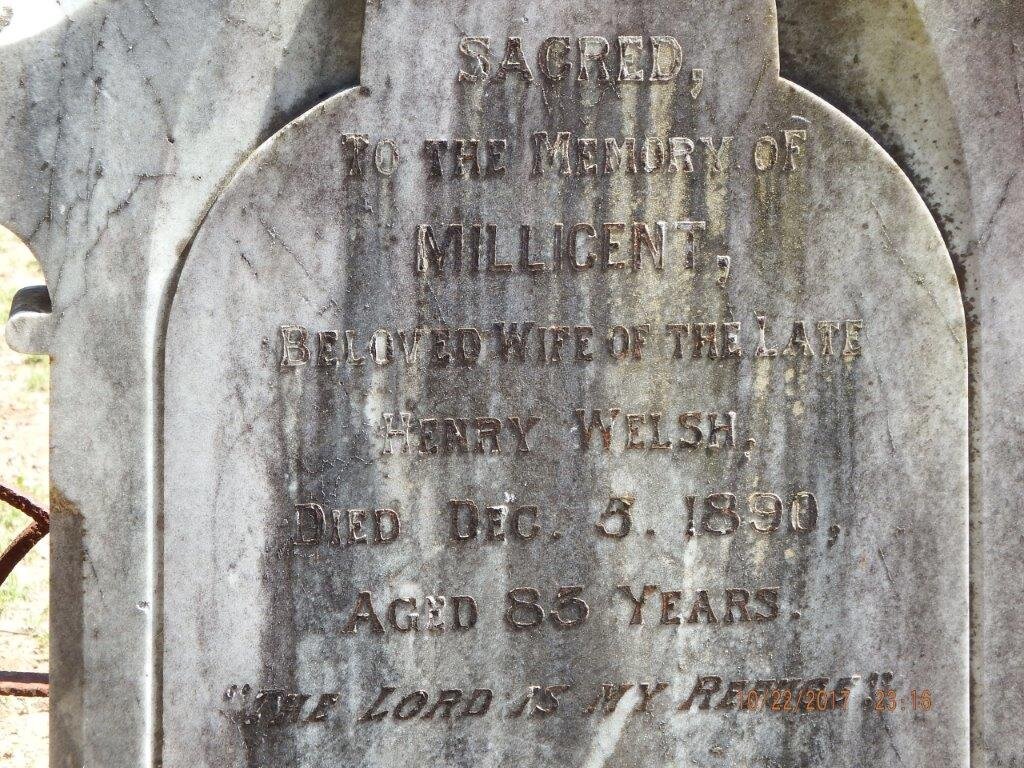 SACRED,
TO THE MEMORY OF
MILLICENT,
BELOVED WIFE OF THE LATE
HENRY WELSH,
DIED DEC. 5. 1890,
AGED 83 YEARS.
"THE LORD IS MY REFUGE"
10/22/2017 23:16